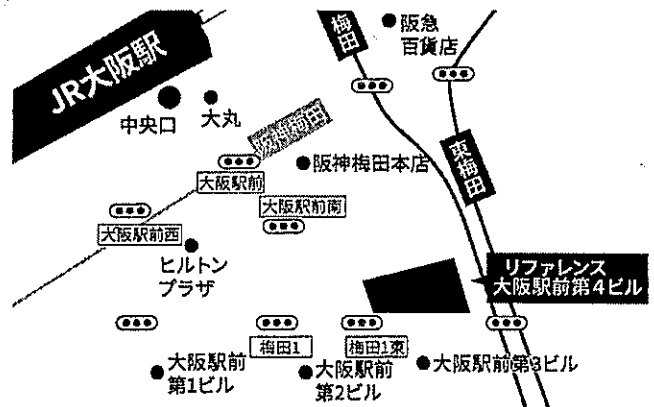 JR大阪駅
中央口
大丸
梅田
阪急
百貨店
阪神梅田
大阪駅前
阪神梅田本店
東梅田
大阪駅前南
大阪駅前西
ヒルトン
プラザ
リファレンス
大阪駅前第4ビル
梅田1
梅田1東
大阪駅前
第1ビル
大阪駅前
第2ビル
大阪駅前第3ビル